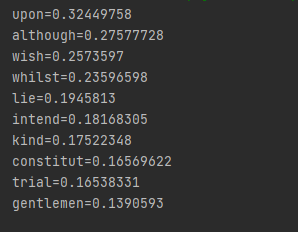 upon=0.32449758
although=0.27577728
wish=0.2573597
whilst=0.23596598
lie=0.1945813
intend=0.18168305
kind=0.17522348
constitut=0.16569622
trial=0.16538331
gentlemen=0.1390593